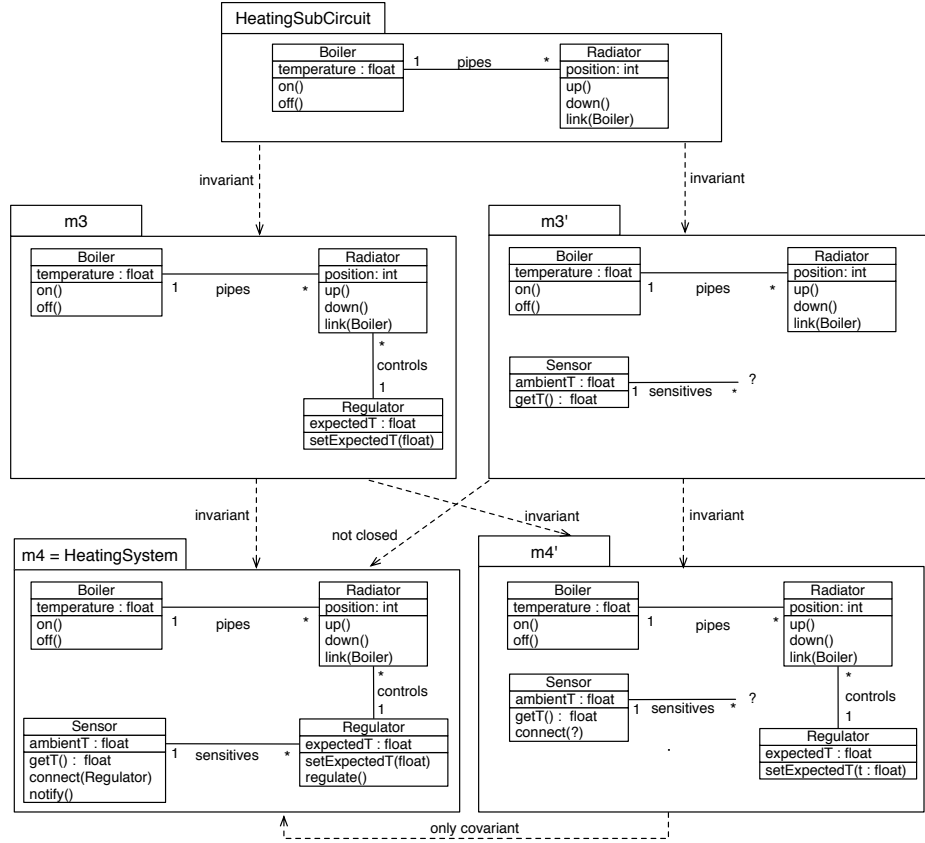 HeatingSubCircuit
Boiler
temperature : float
on()
off()
1 pipes *
Radiator
position: int
up()
down()
link(Boiler)
invariant
invariant
m3
Boiler
temperature : float
on()
off()
1 pipes *
Radiator
position: int
up()
down()
link(Boiler)
*
controls
1
Regulator
expectedT : float
setExpectedT(float)
m3'
Boiler
temperature : float
on()
off()
1 pipes *
Radiator
position: int
up()
down()
link(Boiler)
Sensor
ambientT : float
getT() : float
1 sensitives * ?
invariant
not closed
invariant
invariant
m4 = HeatingSystem
Boiler
temperature : float
on()
off()
1 pipes *
Radiator
position: int
up()
down()
link(Boiler)
*
controls
1
Sensor
ambientT : float
getT() : float
connect(Regulator)
notify()
1 sensitives *
Regulator
expectedT : float
setExpectedT(float)
regulate()
m4'
Boiler
temperature : float
on()
off()
1 pipes *
Radiator
position: int
up()
down()
link(Boiler)
Sensor
ambientT : float
getT() : float
connect(?)
1 sensitives * ?
*
controls
1
Regulator
expectedT : float
setExpectedT(t : float)
only covariant